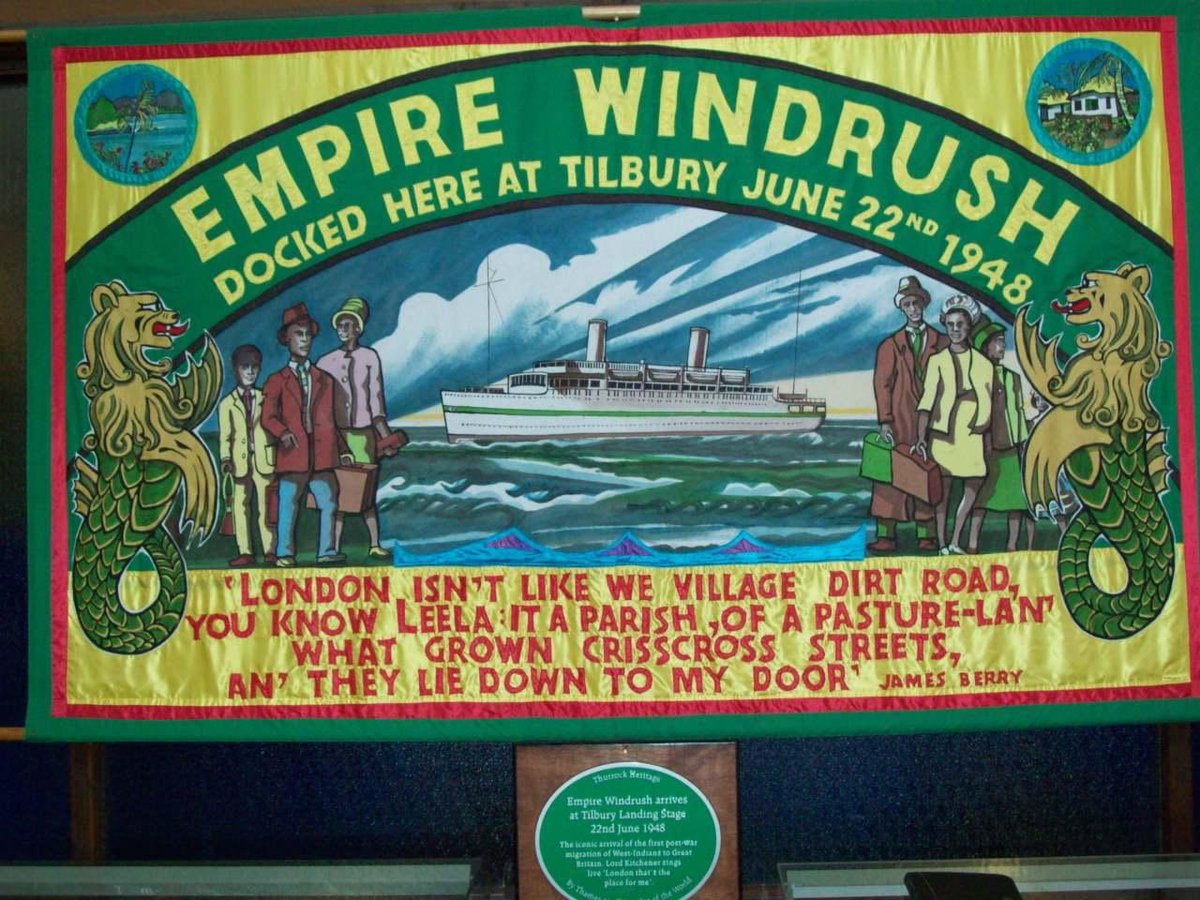 EMPIRE WINDRUSH
DOCKED HERE AT TILBURY JUNE 22ND 1948
'LONDON ISN'T LIKE WE VILLAGE DIRT ROAD,
YOU KNOW LEELA: IT A PARISH, OF A PASTURE-LAN'
WHAT GROWN CRISSCROSS STREETS,
AN' THEY LIE DOWN TO MY DOOR' JAMES BERRY
Thurrock Heritage
Empire Windrush arrives
at Tilbury Landing Stage
22nd June 1948
The iconic arrival of the first post-war
migration of West-Indians to Great
Britain. Lord Kitchener sings
live 'London that's the
place for me'.
of the World